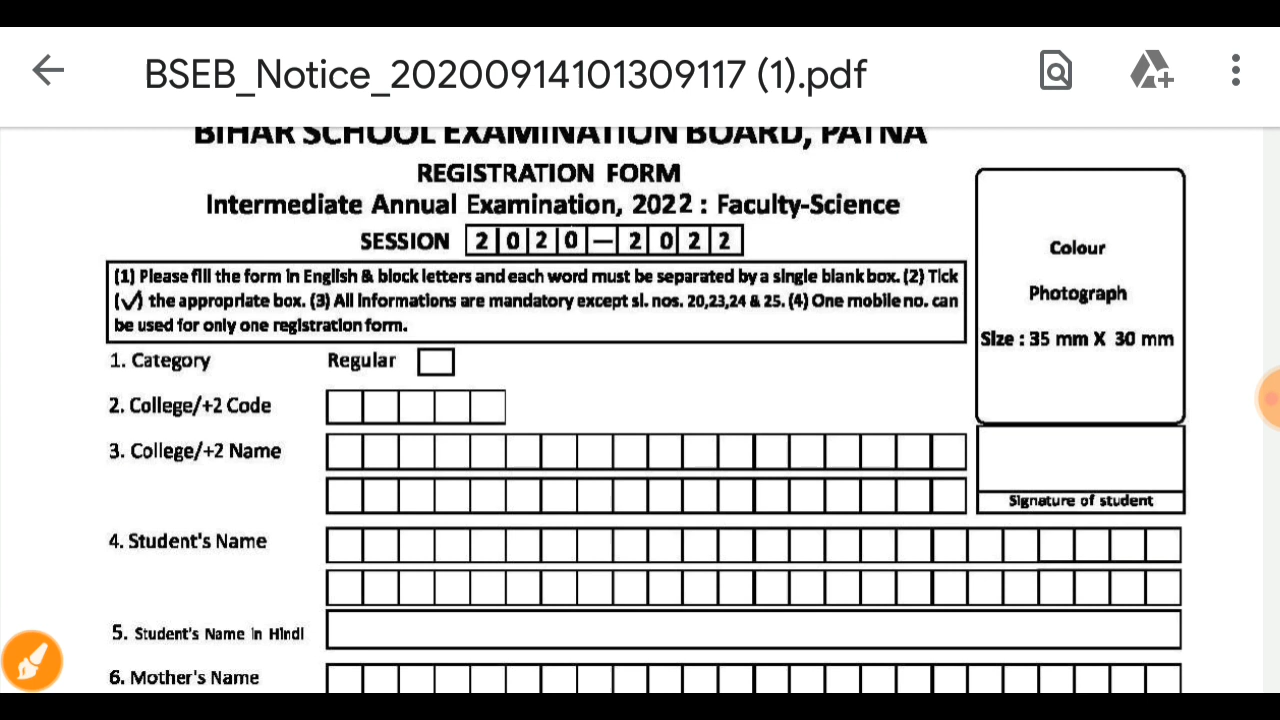 BSEB_Notice_20200914101309117 (1).pdf
BIHAR SCHOOL EXAMINATION BOARD, PATNA
REGISTRATION FORM
Intermediate Annual Examination, 2022 : Faculty-Science
SESSION 2020-2022
(1) Please fill the form in English & block letters and each word must be separated by a single blank box. (2) Tick
(✓) the appropriate box. (3) All informations are mandatory except sl. nos. 20,23,24 & 25. (4) One mobile no. can
be used for only one registration form.
Colour
Photograph
Size : 35 mm X 30 mm
1. Category Regular
2. College/+2 Code
3. College/+2 Name
Signature of student
4. Student's Name
5. Student's Name in Hindi
6. Mother's Name